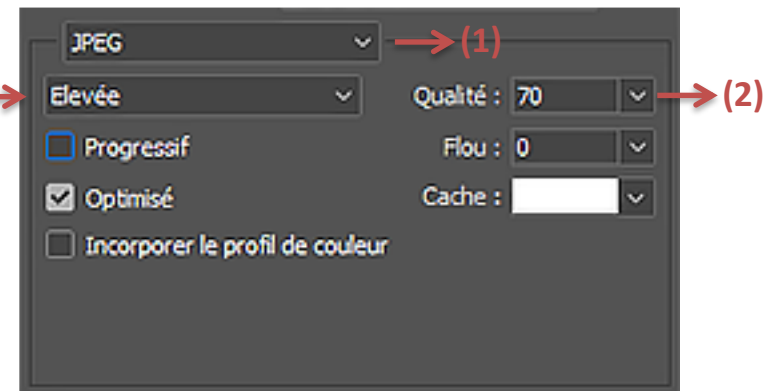 JPEG (1)
Elevée Qualité : 70 (2)
Progressif Flou : 0
Optimisé Cache :
Incorporer le profil de couleur